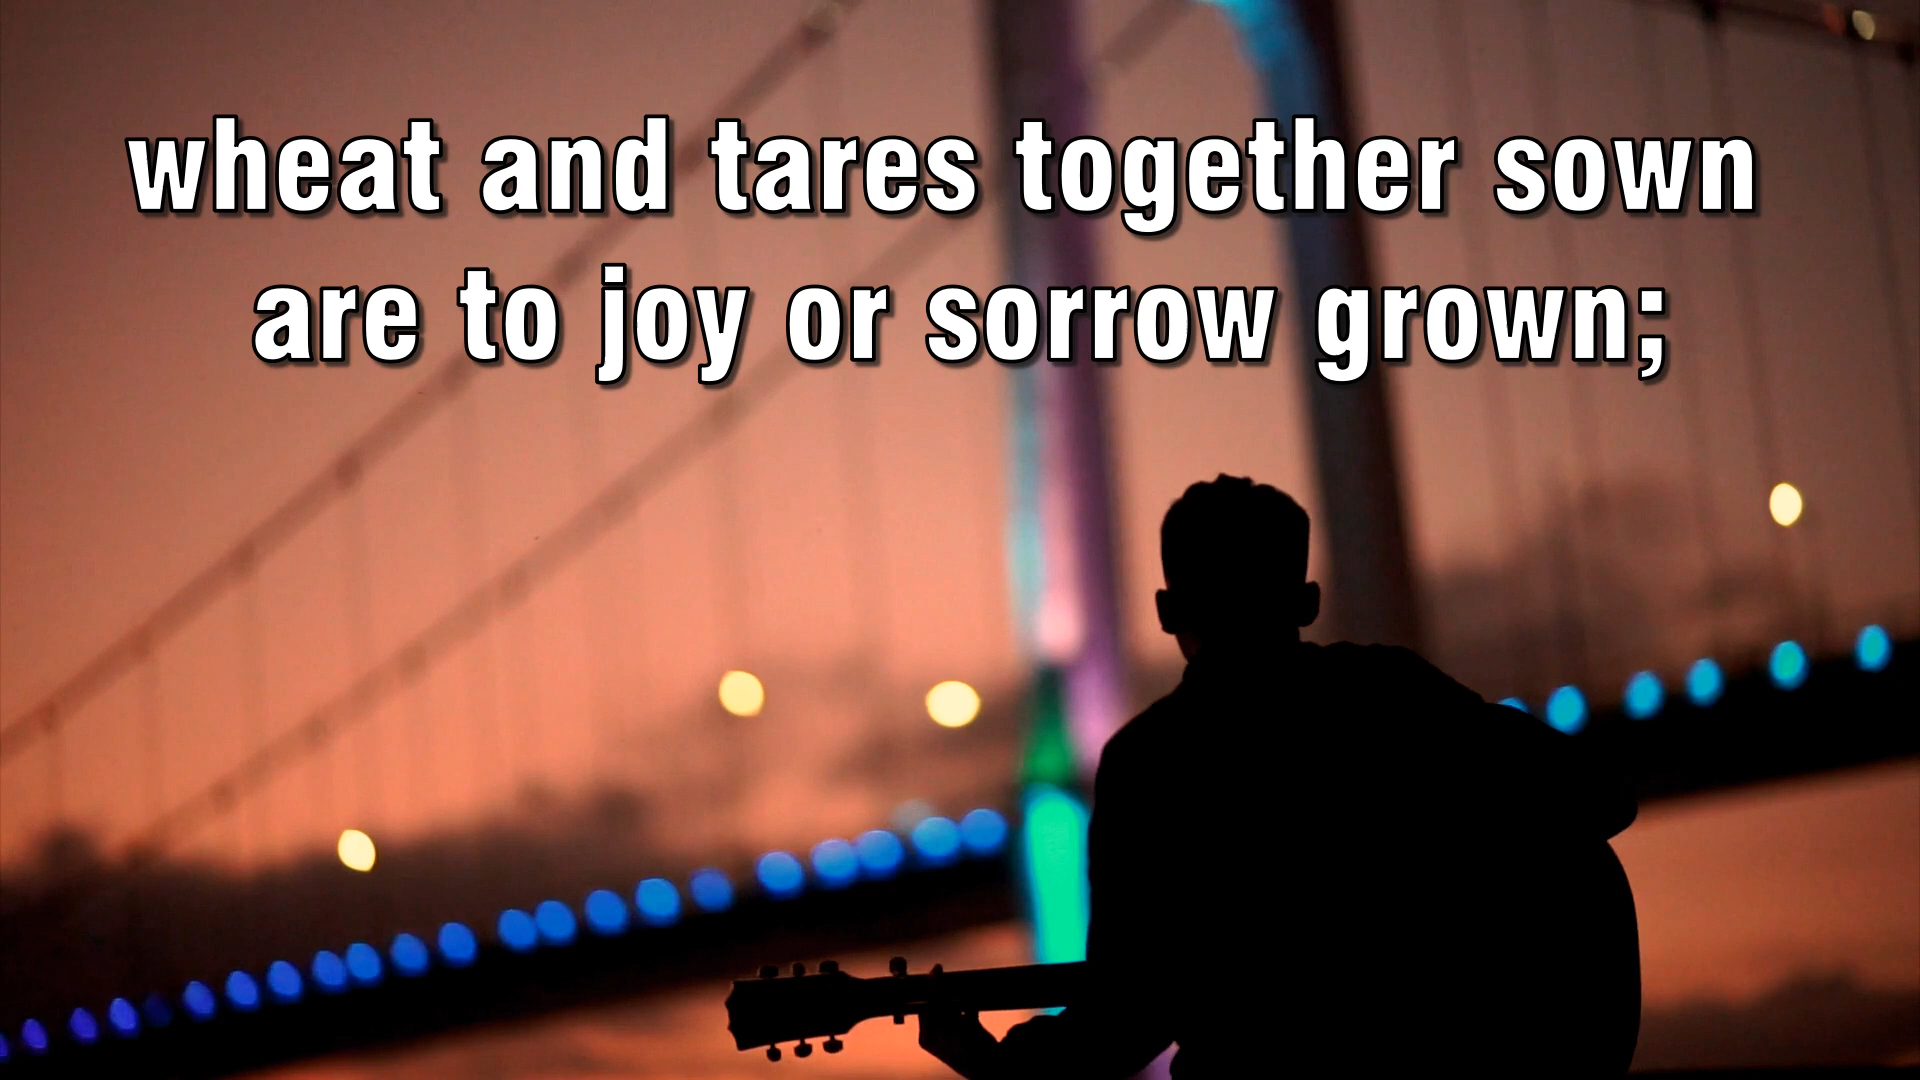 wheat and tares together sown
are to joy or sorrow grown;